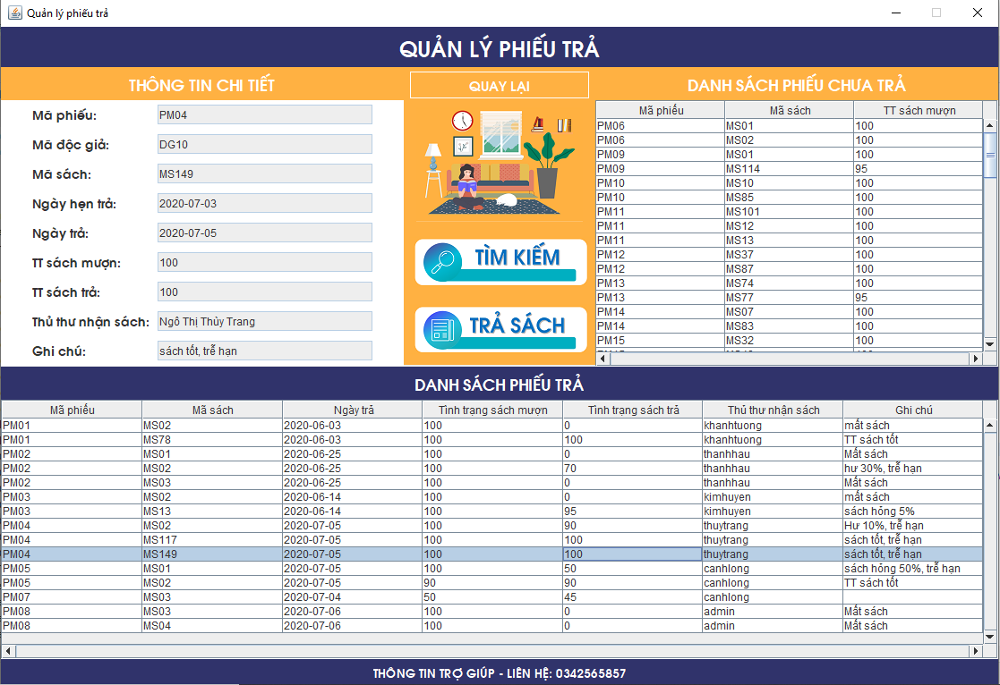 Quản lý phiếu trả
QUẢN LÝ PHIẾU TRẢ
THÔNG TIN CHI TIẾT
Mã phiếu: PM04
Mã độc giả: DG10
Mã sách: MS149
Ngày hẹn trả: 2020-07-03
Ngày trả: 2020-07-05
TT sách mượn: 100
TT sách trả: 100
Thủ thư nhận sách: Ngô Thị Thùy Trang
Ghi chú: sách tốt, trễ hạn
QUAY LẠI
TÌM KIẾM
TRẢ SÁCH
DANH SÁCH PHIẾU CHƯA TRẢ
Mã phiếu Mã sách TT sách mượn
PM06 MS01 100
PM06 MS02 100
PM09 MS01 100
PM09 MS114 95
PM10 MS10 100
PM10 MS85 100
PM11 MS101 100
PM11 MS12 100
PM11 MS13 100
PM12 MS37 100
PM12 MS87 100
PM13 MS74 100
PM13 MS77 95
PM14 MS07 100
PM14 MS83 100
PM15 MS32 100
DANH SÁCH PHIẾU TRẢ
Mã phiếu Mã sách Ngày trả Tình trạng sách mượn Tình trạng sách trả Thủ thư nhận sách Ghi chú
PM01 MS02 2020-06-03 100 0 khanhtuong mất sách
PM01 MS78 2020-06-03 100 100 khanhtuong TT sách tốt
PM02 MS01 2020-06-25 100 0 thanhhau Mất sách
PM02 MS02 2020-06-25 100 70 thanhhau hư 30%, trễ hạn
PM02 MS03 2020-06-25 100 0 thanhhau Mất sách
PM03 MS02 2020-06-14 100 0 kimhuyen mất sách
PM03 MS13 2020-06-14 100 95 kimhuyen sách hỏng 5%
PM04 MS02 2020-07-05 100 90 thuytrang Hư 10%, trễ hạn
PM04 MS117 2020-07-05 100 100 thuytrang sách tốt, trễ hạn
PM04 MS149 2020-07-05 100 100 thuytrang sách tốt, trễ hạn
PM05 MS01 2020-07-05 100 50 canhlong sách hỏng 50%, trễ hạn
PM05 MS02 2020-07-05 90 90 canhlong TT sách tốt
PM07 MS03 2020-07-04 50 45 canhlong
PM08 MS03 2020-07-06 100 0 admin Mất sách
PM08 MS04 2020-07-06 100 0 admin Mất sách
THÔNG TIN TRỢ GIÚP - LIÊN HỆ: 0342565857